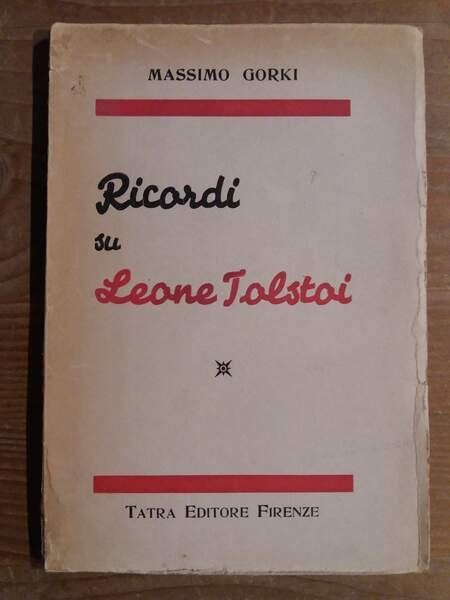 MASSIMO GORKI
Ricordi
su
Leone Tolstoi
TATRA EDITORE FIRENZE